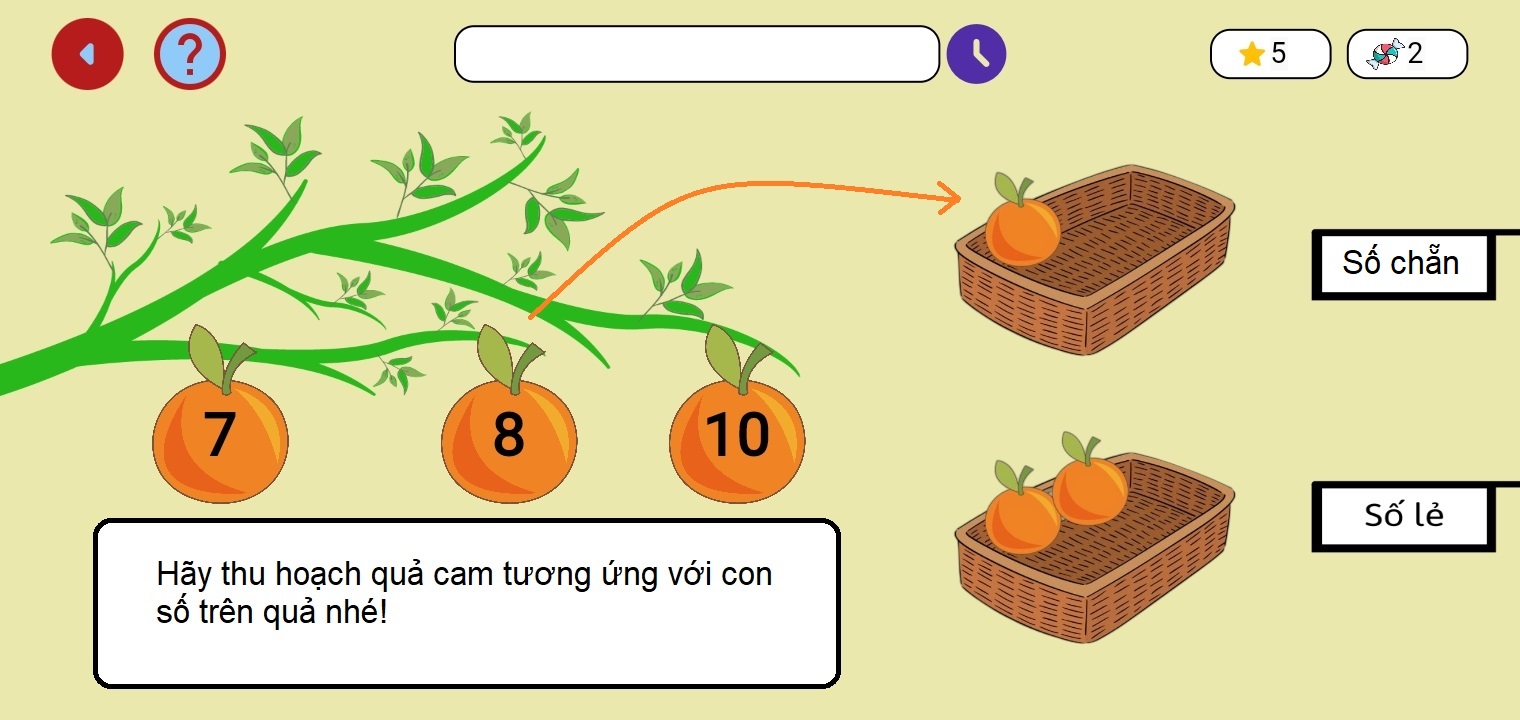 ?
5
2
Số chẵn
7
8
10
Số lẻ
Hãy thu hoạch quả cam tương ứng với con
số trên quả nhé!